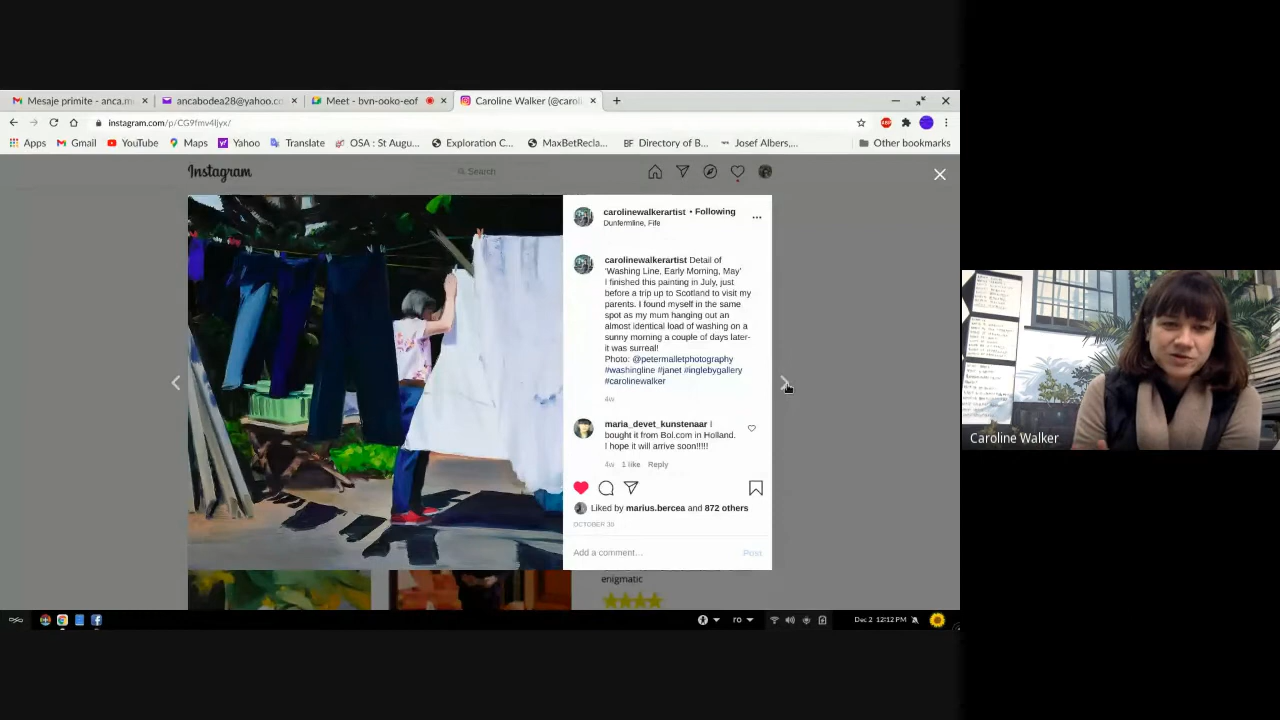 Mesaje primite - anca.m
ancabodea28@yahoo.co
Meet - bvn-ooko-eof
Caroline Walker (@caroli
instagram.com/p/CG9fmv4ljyx/
Apps
Gmail
YouTube
Maps
Yahoo
Translate
OSA : St Augu...
Exploration C...
MaxBetRecla...
BF Directory of B...
Josef Albers,...
Other bookmarks
Instagram
Search
carolinewalkerartist • Following
Dunfermline, Fife
carolinewalkerartist Detail of
'Washing Line, Early Morning, May'
I finished this painting in July, just
before a trip up to Scotland to visit my
parents. I found myself in the same
spot as my mum hanging out an
almost identical load of washing on a
sunny morning a couple of days later-
it was surreal!
Photo: @petermalletphotography
#washingline #janet #inglebygallery
#carolinewalker
4w
maria_devet_kunstenaar I
bought it from Bol.com in Holland.
I hope it will arrive soon!!!!!
4w 1 like Reply
Liked by marius.bercea and 872 others
OCTOBER 30
Add a comment... Post
enigmatic
Caroline Walker
ro
Dec 2 12:12 PM